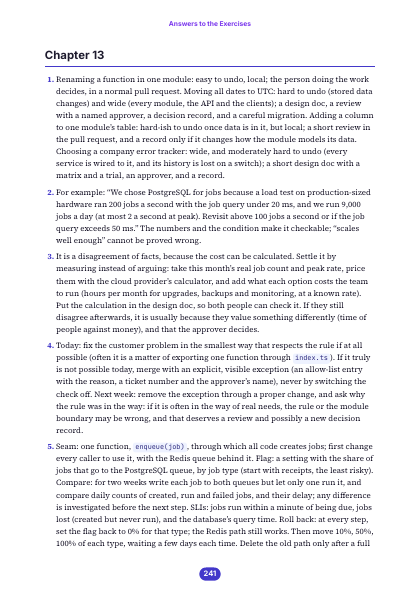 Answers to the Exercises
Chapter 13
1. Renaming a function in one module: easy to undo, local; the person doing the work
decides, in a normal pull request. Moving all dates to UTC: hard to undo (stored data
changes) and wide (every module, the API and the clients); a design doc, a review
with a named approver, a decision record, and a careful migration. Adding a column
to one module's table: hard-ish to undo once data is in it, but local; a short review in
the pull request, and a record only if it changes how the module models its data.
Choosing a company error tracker: wide, and moderately hard to undo (every
service is wired to it, and its history is lost on a switch); a short design doc with a
matrix and a trial, an approver, and a record.
2. For example: “We chose PostgreSQL for jobs because a load test on production-sized
hardware ran 200 jobs a second with the job query under 20 ms, and we run 9,000
jobs a day (at most 2 a second at peak). Revisit above 100 jobs a second or if the job
query exceeds 50 ms.” The numbers and the condition make it checkable; “scales
well enough” cannot be proved wrong.
3. It is a disagreement of facts, because the cost can be calculated. Settle it by
measuring instead of arguing: take this month's real job count and peak rate, price
them with the cloud provider's calculator, and add what each option costs the team
to run (hours per month for upgrades, backups and monitoring, at a known rate).
Put the calculation in the design doc, so both people can check it. If they still
disagree afterwards, it is usually because they value something differently (time of
people against money), and that the approver decides.
4. Today: fix the customer problem in the smallest way that respects the rule if at all
possible (often it is a matter of exporting one function through index.ts). If it truly
is not possible today, merge with an explicit, visible exception (an allow-list entry
with the reason, a ticket number and the approver's name), never by switching the
check off. Next week: remove the exception through a proper change, and ask why
the rule was in the way: if it is often in the way of real needs, the rule or the module
boundary may be wrong, and that deserves a review and possibly a new decision
record.
5. Seam: one function, enqueue(job), through which all code creates jobs; first change
every caller to use it, with the Redis queue behind it. Flag: a setting with the share of
jobs that go to the PostgreSQL queue, by job type (start with receipts, the least risky).
Compare: for two weeks write each job to both queues but let only one run it, and
compare daily counts of created, run and failed jobs, and their delay; any difference
is investigated before the next step. SLIs: jobs run within a minute of being due, jobs
lost (created but never run), and the database's query time. Roll back: at every step,
set the flag back to 0% for that type; the Redis path still works. Then move 10%, 50%,
100% of each type, waiting a few days each time. Delete the old path only after a full
241